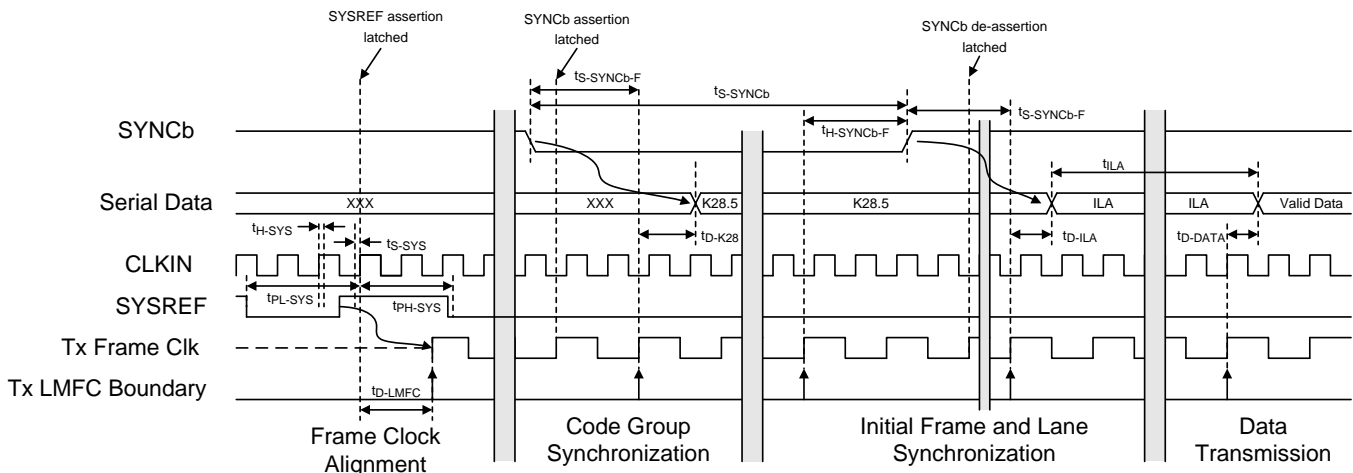 SYSREF assertion
latched
SYNCb assertion
latched
SYNCb de-assertion
latched
tS-SYNCb-F
tS-SYNCb
tS-SYNCb-F
SYNCb
tH-SYNCb-F
tILA
Serial Data
XXX
XXX
K28.5
K28.5
ILA
ILA
Valid Data
tH-SYS
tS-SYS
tD-K28
tD-ILA
tD-DATA
CLKIN
tPL-SYS
tPH-SYS
SYSREF
Tx Frame Clk
Tx LMFC Boundary
tD-LMFC
Frame Clock
Alignment
Code Group
Synchronization
Initial Frame and Lane
Synchronization
Data
Transmission